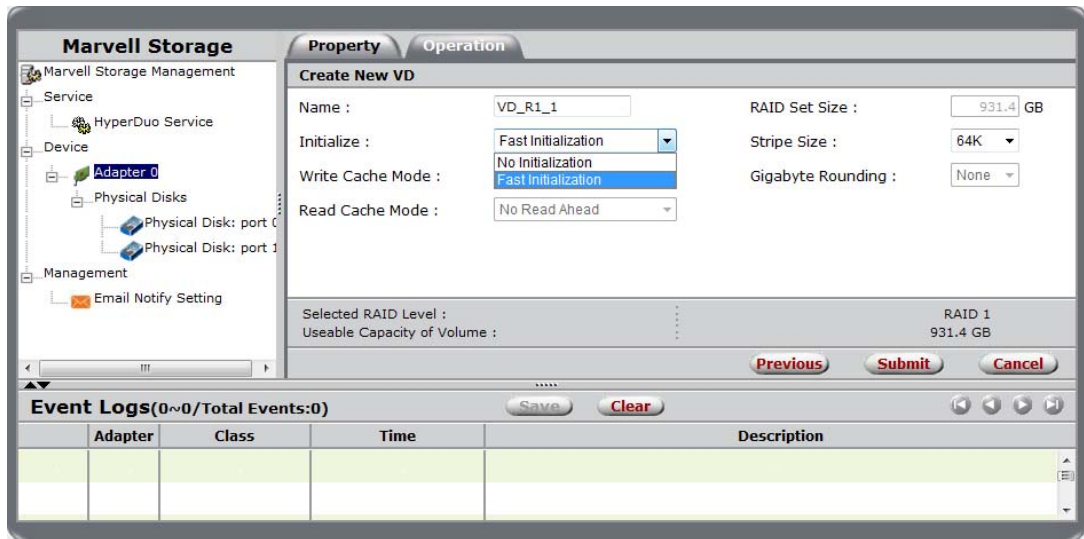 Marvell Storage
Marvell Storage Management
Service
HyperDuo Service
Device
Adapter 0
Physical Disks
Physical Disk: port 0
Physical Disk: port 1
Management
Email Notify Setting
Property
Operation
Create New VD
Name :
VD_R1_1
RAID Set Size :
931.4 GB
Initialize :
Fast Initialization
No Initialization
Fast Initialization
Stripe Size :
64K
Write Cache Mode :
Gigabyte Rounding :
None
Read Cache Mode :
No Read Ahead
Selected RAID Level :
RAID 1
Useable Capacity of Volume :
931.4 GB
Previous
Submit
Cancel
Event Logs(0~0/Total Events:0)
Save
Clear
Adapter
Class
Time
Description